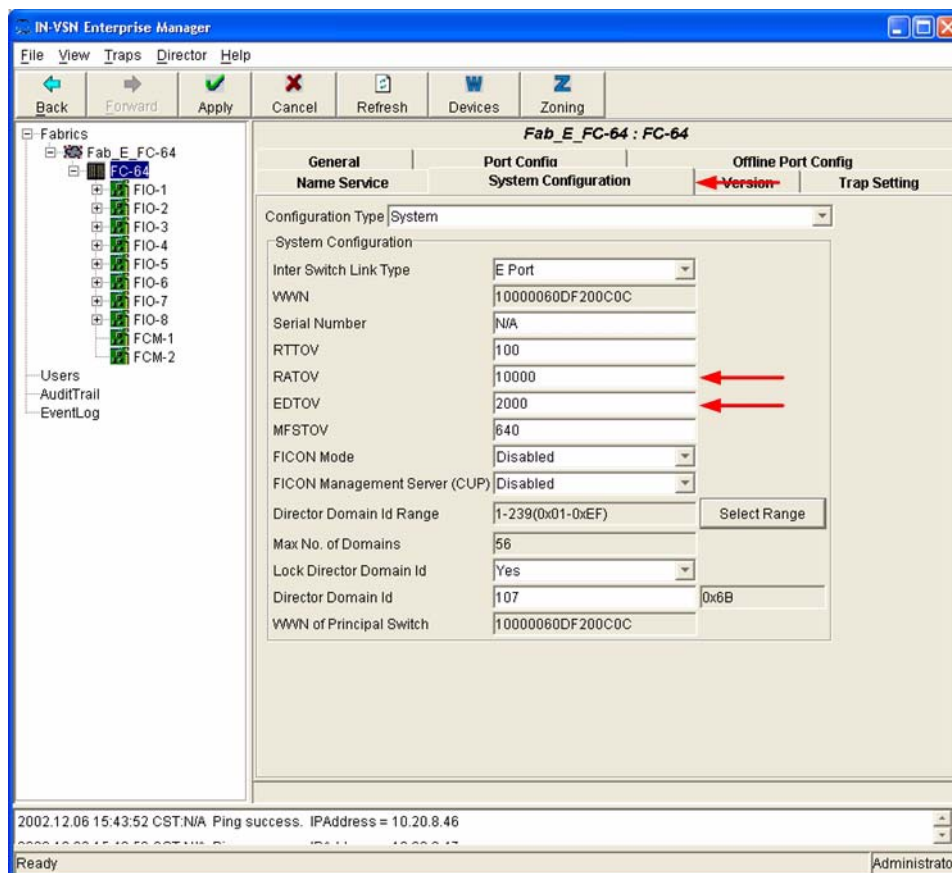 IN-VSN Enterprise Manager
File View Traps Director Help
Back Forward Apply Cancel Refresh Devices Zoning
Fabrics
Fab_E_FC-64
FC-64
FIO-1
FIO-2
FIO-3
FIO-4
FIO-5
FIO-6
FIO-7
FIO-8
FCM-1
FCM-2
Users
AuditTrail
EventLog
Fab_E_FC-64 : FC-64
General Port Config Offline Port Config
Name Service System Configuration Version Trap Setting
Configuration Type System
System Configuration
Inter Switch Link Type E Port
WWN 10000060DF200C0C
Serial Number N/A
RTTOV 100
RATOV 10000
EDTOV 2000
MFSTOV 640
FICON Mode Disabled
FICON Management Server (CUP) Disabled
Director Domain Id Range 1-239(0x01-0xEF) Select Range
Max No. of Domains 56
Lock Director Domain Id Yes
Director Domain Id 107 0x6B
WWN of Principal Switch 10000060DF200C0C
2002.12.06 15:43:52 CST:N/A Ping success. IPAddress = 10.20.8.46
Ready Administrato